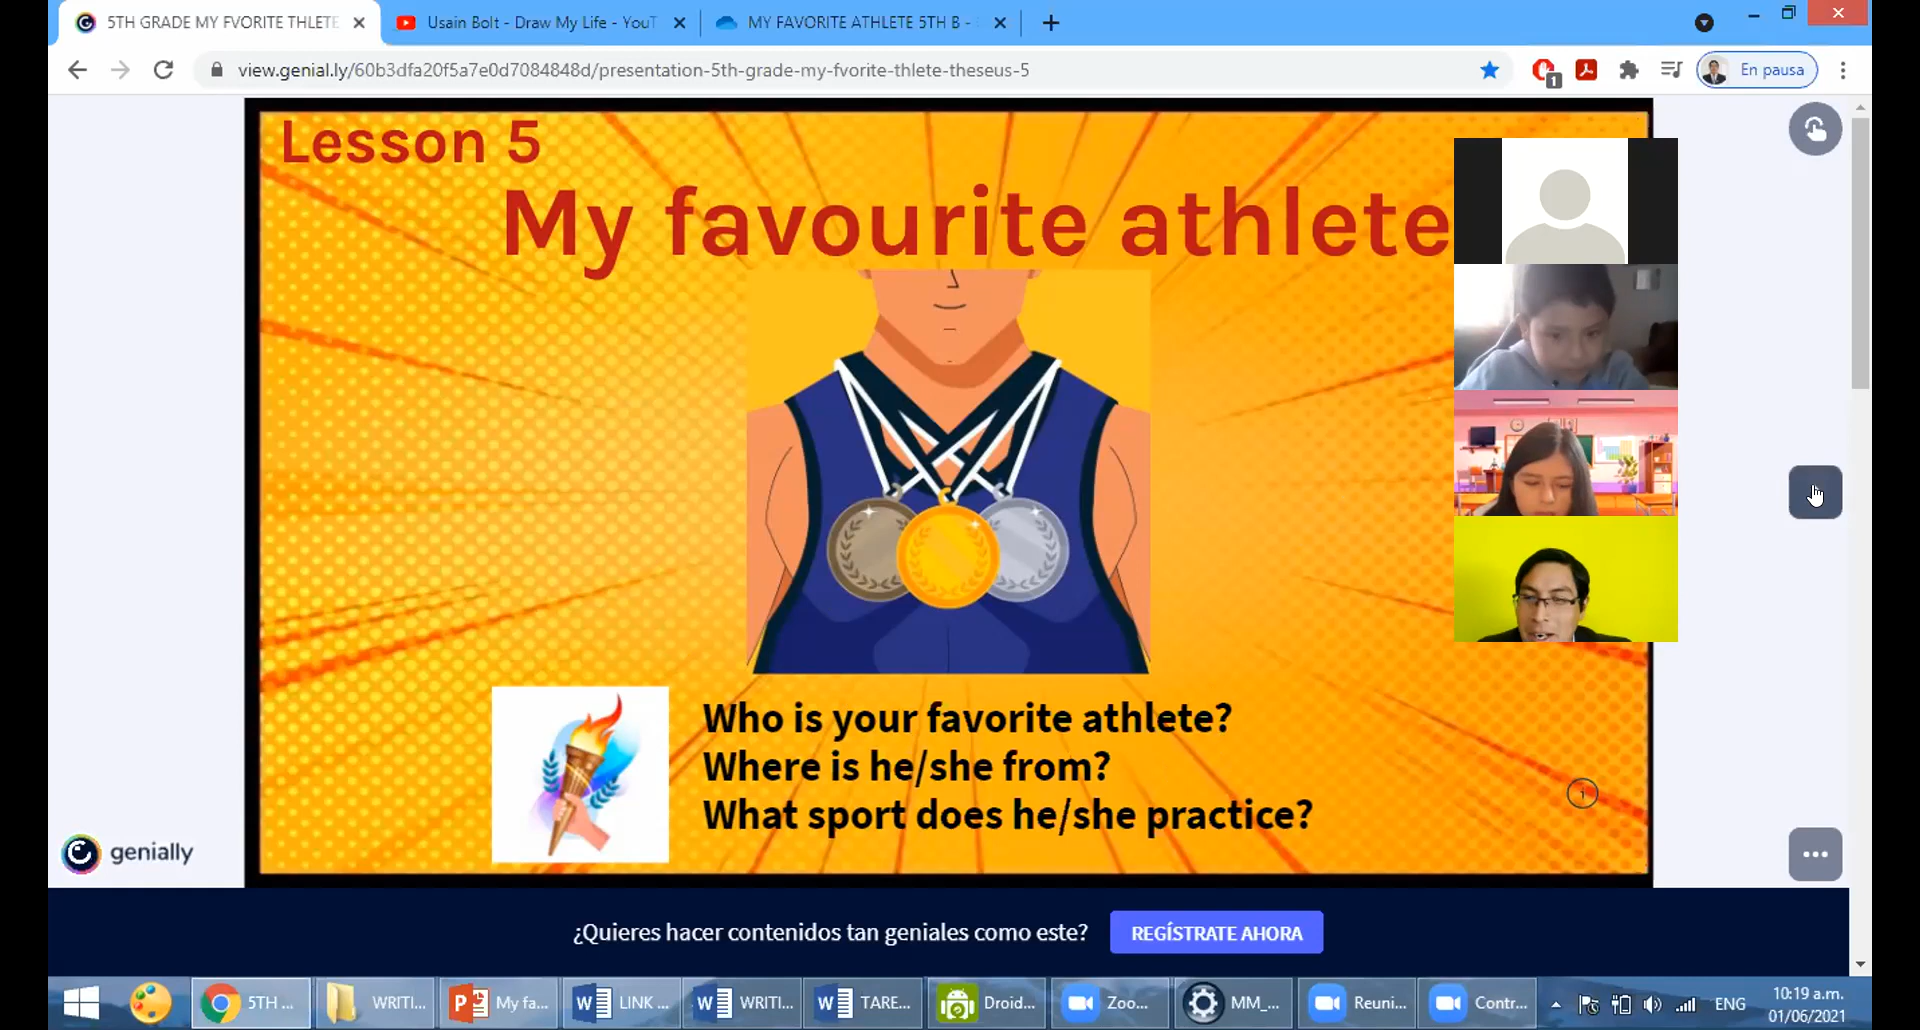 5TH GRADE MY FVORITE THLETE
Usain Bolt - Draw My Life - YouT
MY FAVORITE ATHLETE 5TH B -
view.genial.ly/60b3dfa20f5a7e0d7084848d/presentation-5th-grade-my-fvorite-thlete-theseus-5
1
En pausa
Lesson 5
My favourite athlete
Who is your favorite athlete?
Where is he/she from?
What sport does he/she practice?
1
genially
¿Quieres hacer contenidos tan geniales como este?
REGÍSTRATE AHORA
5TH ...
WRITI...
My fa...
LINK ...
WRITI...
TARE...
Droid...
Zoo...
MM_...
Reuni...
Contr...
ENG
10:19 a.m.
01/06/2021